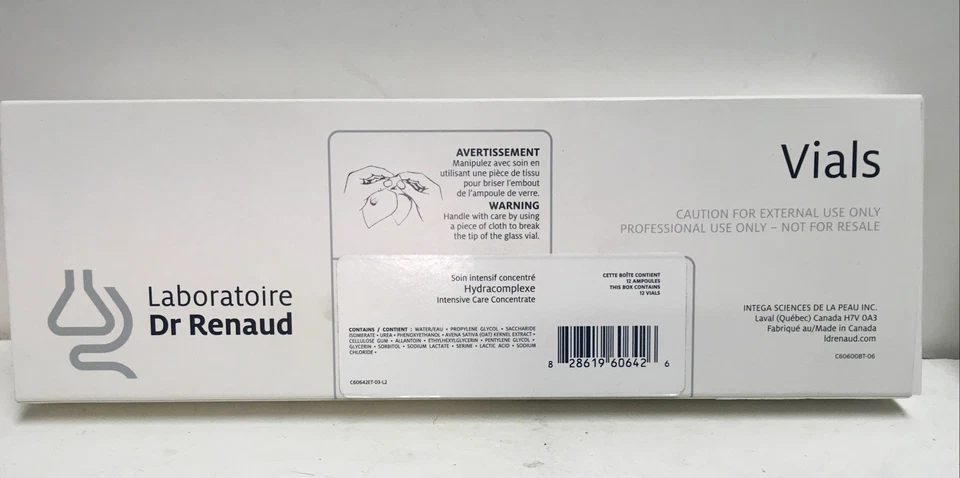 AVERTISSEMENT
Manipulez avec soin en
utilisant une pièce de tissu
pour briser l'embout
de l'ampoule de verre.
WARNING
Handle with care by using
a piece of cloth to break
the tip of the glass vial.
Vials
CAUTION FOR EXTERNAL USE ONLY
PROFESSIONAL USE ONLY – NOT FOR RESALE
Laboratoire
Dr Renaud
Soin intensif concentré
Hydracomplexe
Intensive Care Concentrate
CETTE BOÎTE CONTIENT
12 AMPOULES
THIS BOX CONTAINS
12 VIALS
CONTAINS / CONTIENT : WATER/EAU • PROPYLENE GLYCOL • SACCHARIDE
ISOMERATE • UREA • PHENOXYETHANOL • AVENA SATIVA (OAT) KERNEL EXTRACT •
CELLULOSE GUM • ALLANTOIN • ETHYLHEXYLGLYCERIN • PENTYLENE GLYCOL •
GLYCERIN • SORBITOL • SODIUM LACTATE • SERINE • LACTIC ACID • SODIUM
CHLORIDE •
8 28619 60642 6
C60642ET-03-L2
INTEGA SCIENCES DE LA PEAU INC.
Laval (Québec) Canada H7V 0A3
Fabriqué au/Made in Canada
ldrenaud.com
C60600BT-06